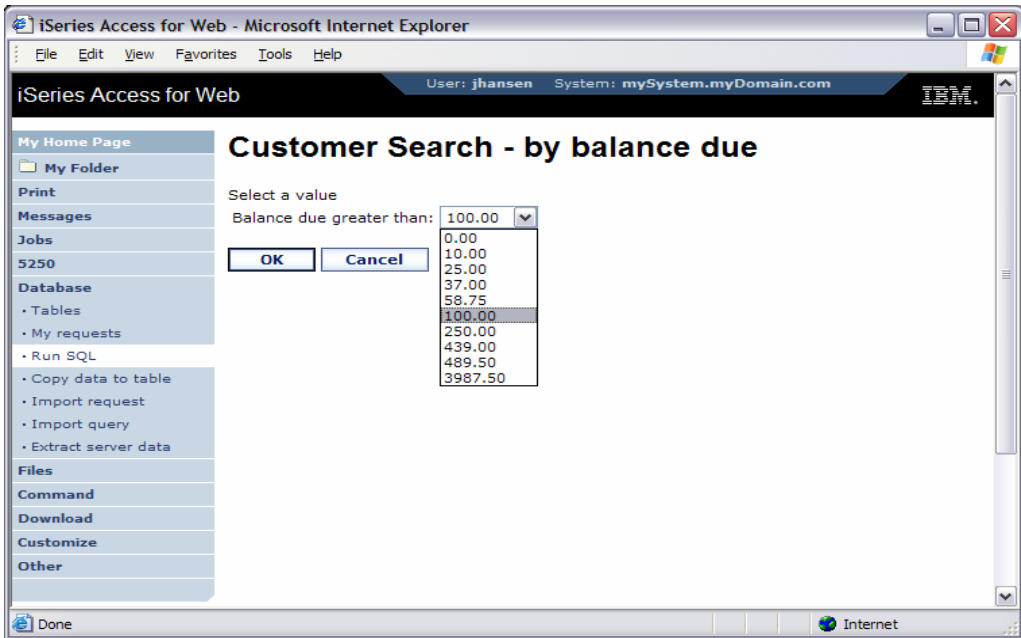 iSeries Access for Web - Microsoft Internet Explorer
File Edit View Favorites Tools Help
iSeries Access for Web
User: jhansen System: mySystem.myDomain.com
IBM.
My Home Page
My Folder
Print
Messages
Jobs
5250
Database
• Tables
• My requests
• Run SQL
• Copy data to table
• Import request
• Import query
• Extract server data
Files
Command
Download
Customize
Other
Customer Search - by balance due
Select a value
Balance due greater than: 100.00
0.00
10.00
25.00
37.00
58.75
100.00
250.00
439.00
489.50
3987.50
OK Cancel
Done
Internet